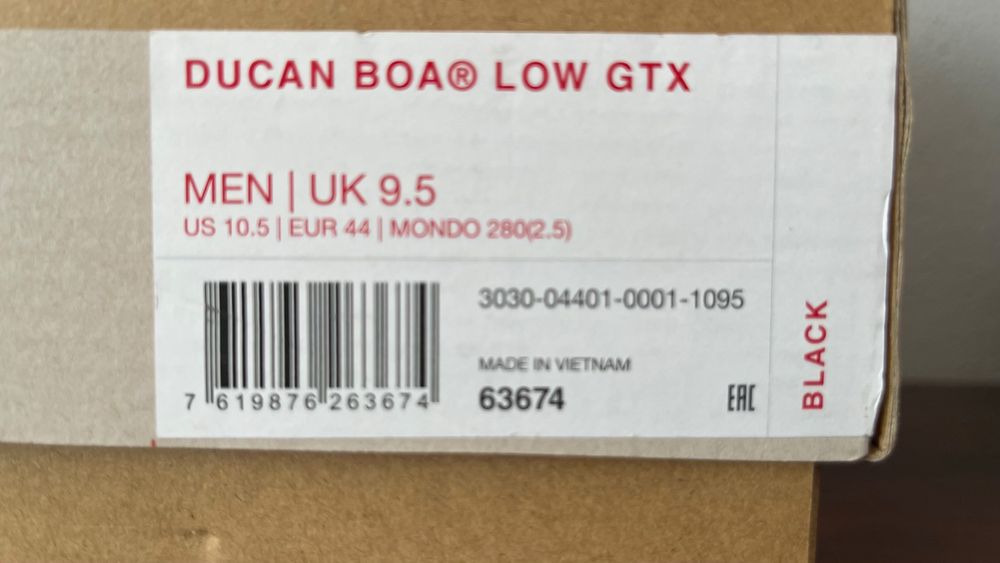 DUCAN BOA® LOW GTX
MEN | UK 9.5
US 10.5 | EUR 44 | MONDO 280(2.5)
3030-04401-0001-1095
MADE IN VIETNAM
63674
EAC
7 619876 263674
BLACK